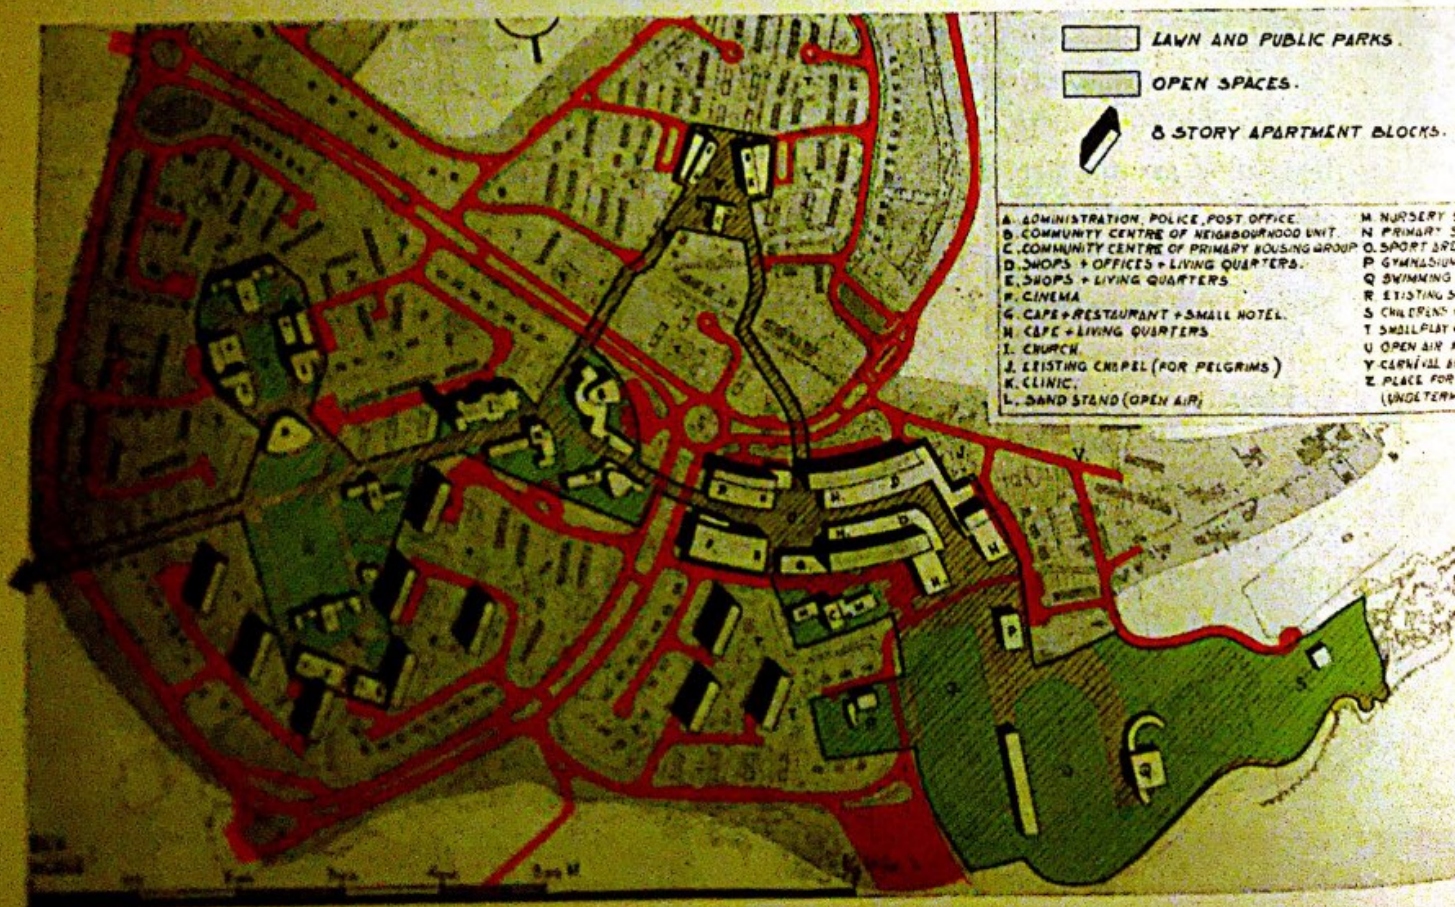 LAWN AND PUBLIC PARKS.
OPEN SPACES.
8 STORY APARTMENT BLOCKS.
A. ADMINISTRATION, POLICE, POST OFFICE.
B. COMMUNITY CENTRE OF NEIGHBOURHOOD UNIT.
C. COMMUNITY CENTRE OF PRIMARY HOUSING GROUP
D. SHOPS + OFFICES + LIVING QUARTERS.
E. SHOPS + LIVING QUARTERS
F. CINEMA
G. CAFE + RESTAURANT + SMALL HOTEL.
H. CAFE + LIVING QUARTERS
I. CHURCH.
J. EXISTING CHAPEL (FOR PELGRIMS)
K. CLINIC.
L. BAND STAND (OPEN AIR)
M. NURSERY
N PRIMARY
O. SPORT
P GYMNASIUM
Q SWIMMING
R EXISTING
S CHILDRENS
T SMALL
U OPEN AIR
Y CARNIVAL
Z PLACE FOR